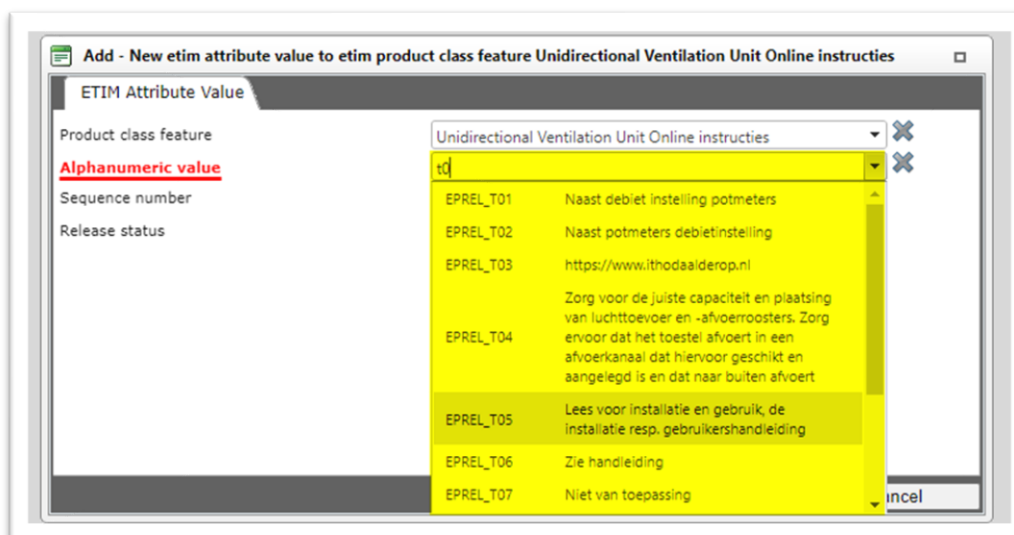 Add - New etim attribute value to etim product class feature Unidirectional Ventilation Unit Online instructies
ETIM Attribute Value
Product class feature
Unidirectional Ventilation Unit Online instructies
Alphanumeric value
t0
Sequence number
Release status
EPREL_T01 Naast debiet instelling potmeters
EPREL_T02 Naast potmeters debietinstelling
EPREL_T03 https://www.ithodaalderop.nl
EPREL_T04 Zorg voor de juiste capaciteit en plaatsing
van luchttoevoer en -afvoerroosters. Zorg
ervoor dat het toestel afvoert in een
afvoerkanaal dat hiervoor geschikt en
aangelegd is en dat naar buiten afvoert
EPREL_T05 Lees voor installatie en gebruik, de
installatie resp. gebruikershandleiding
EPREL_T06 Zie handleiding
EPREL_T07 Niet van toepassing
ncel